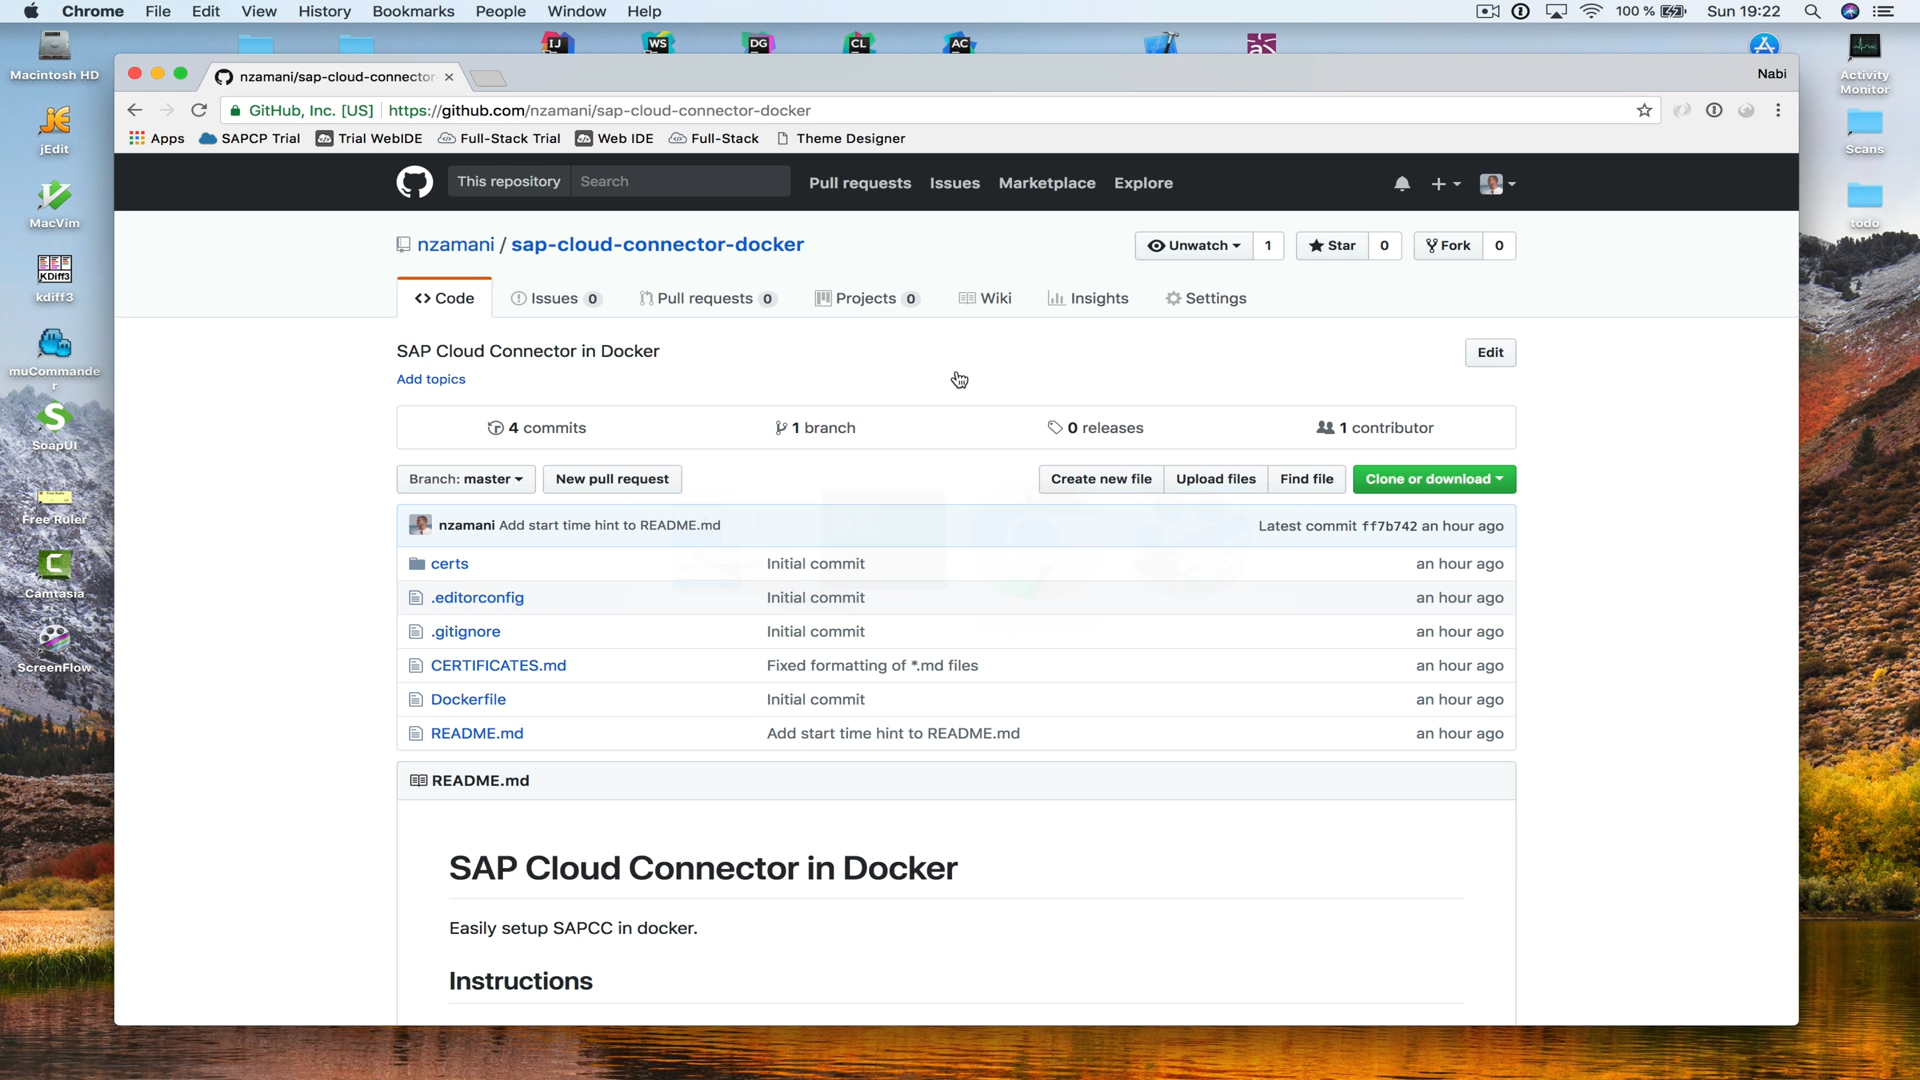 Chrome File Edit View History Bookmarks People Window Help 100 % Sun 19:22
Macintosh HD
jEdit
MacVim
KDiff3
kdiff3
muCommande
r
SoapUI
Free Ruler
Camtasia
ScreenFlow
IJ WS DG CL AC
Activity
Monitor
Scans
todo
nzamani/sap-cloud-connector- Nabi
GitHub, Inc. [US] https://github.com/nzamani/sap-cloud-connector-docker
Apps SAPCP Trial Trial WebIDE Full-Stack Trial Web IDE Full-Stack Theme Designer
This repository Search Pull requests Issues Marketplace Explore
nzamani / sap-cloud-connector-docker Unwatch 1 Star 0 Fork 0
Code Issues 0 Pull requests 0 Projects 0 Wiki Insights Settings
SAP Cloud Connector in Docker Edit
Add topics
4 commits 1 branch 0 releases 1 contributor
Branch: master New pull request Create new file Upload files Find file Clone or download
nzamani Add start time hint to README.md Latest commit ff7b742 an hour ago
certs Initial commit an hour ago
.editorconfig Initial commit an hour ago
.gitignore Initial commit an hour ago
CERTIFICATES.md Fixed formatting of *.md files an hour ago
Dockerfile Initial commit an hour ago
README.md Add start time hint to README.md an hour ago
README.md
SAP Cloud Connector in Docker
Easily setup SAPCC in docker.
Instructions